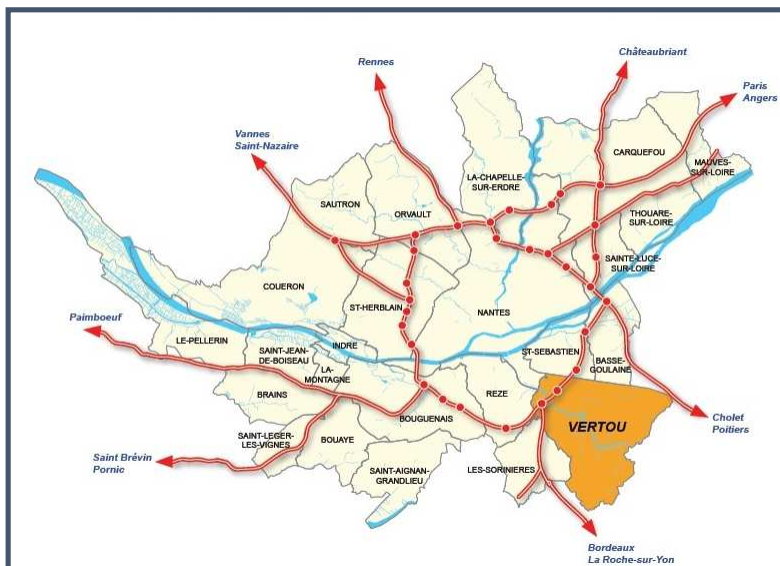 Châteaubriant
Rennes
Paris
Angers
Vannes
Saint-Nazaire
CARQUEFOU
MAUVES-
SUR-LOIRE
LA-CHAPELLE-
SUR-ERDRE
SAUTRON
ORVAULT
THOUARE-
SUR-LOIRE
SAINTE-LUCE-
SUR-LOIRE
COUERON
ST-HERBLAIN
NANTES
Paimboeuf
LE-PELLERIN
SAINT-JEAN-
DE-BOISEAU
INDRE
ST-SEBASTIEN
BASSE-
GOULAINE
LA-
MONTAGNE
BRAINS
REZE
BOUGUENAIS
VERTOU
Cholet
Poitiers
SAINT-LEGER-
LES-VIGNES
BOUAYE
Saint Brévin
Pornic
SAINT-AIGNAN-
GRANDLIEU
LES-SORINIERES
Bordeaux
La Roche-sur-Yon